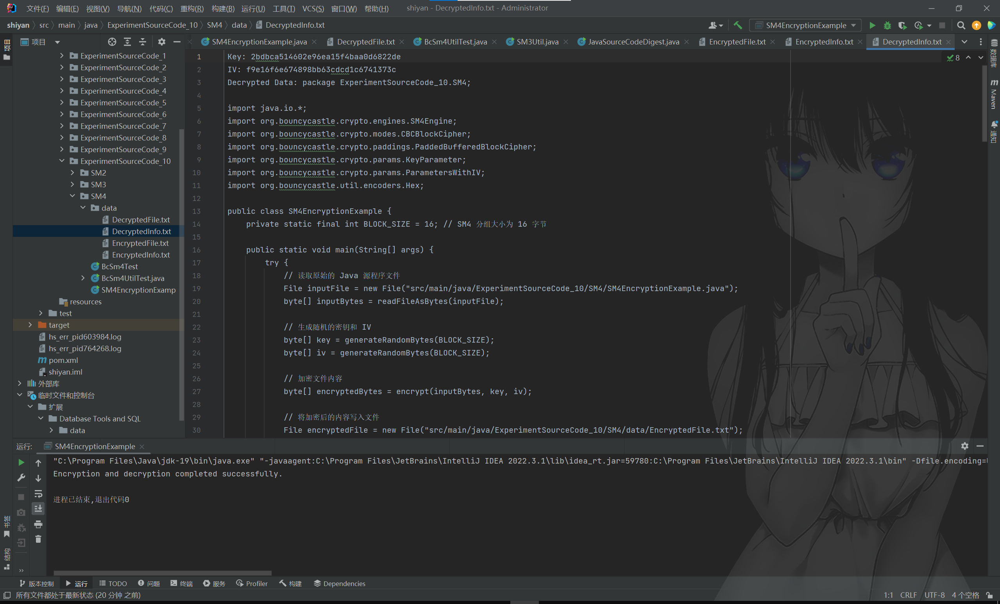 文件(F) 编辑(E) 视图(V) 导航(N) 代码(C) 重构(R) 构建(B) 运行(U) 工具(T) VCS(S) 窗口(W) 帮助(H) shiyan - DecryptedInfo.txt - Administrator
shiyan src main java ExperimentSourceCode_10 SM4 data DecryptedInfo.txt SM4EncryptionExample
项目 SM4EncryptionExample.java DecryptedFile.txt BcSm4UtilTest.java SM3Util.java JavaSourceCodeDigest.java EncryptedFile.txt EncryptedInfo.txt DecryptedInfo.txt
项目
ExperimentSourceCode_1
ExperimentSourceCode_2
ExperimentSourceCode_3
ExperimentSourceCode_4
ExperimentSourceCode_5
ExperimentSourceCode_6
ExperimentSourceCode_7
ExperimentSourceCode_8
ExperimentSourceCode_9
ExperimentSourceCode_10
SM2
SM3
SM4
data
DecryptedFile.txt
DecryptedInfo.txt
EncryptedFile.txt
EncryptedInfo.txt
BcSm4Test
BcSm4UtilTest.java
SM4EncryptionExamp
resources
test
target
hs_err_pid603984.log
hs_err_pid764268.log
pom.xml
shiyan.iml
外部库
临时文件和控制台
扩展
Database Tools and SQL
data
1 Key: 2bdbca514602e96ea15f4baa0d6822de
2 IV: f9e16f6e674898bb63cdcd1c6741373c
3 Decrypted Data: package ExperimentSourceCode_10.SM4;
4
5 import java.io.*;
6 import org.bouncycastle.crypto.engines.SM4Engine;
7 import org.bouncycastle.crypto.modes.CBCBlockCipher;
8 import org.bouncycastle.crypto.paddings.PaddedBufferedBlockCipher;
9 import org.bouncycastle.crypto.params.KeyParameter;
10 import org.bouncycastle.crypto.params.ParametersWithIV;
11 import org.bouncycastle.util.encoders.Hex;
12
13 public class SM4EncryptionExample {
14 private static final int BLOCK_SIZE = 16; // SM4 分组大小为 16 字节
15
16 public static void main(String[] args) {
17 try {
18 // 读取原始的 Java 源程序文件
19 File inputFile = new File("src/main/java/ExperimentSourceCode_10/SM4/SM4EncryptionExample.java");
20 byte[] inputBytes = readFileAsBytes(inputFile);
21
22 // 生成随机的密钥和 IV
23 byte[] key = generateRandomBytes(BLOCK_SIZE);
24 byte[] iv = generateRandomBytes(BLOCK_SIZE);
25
26 // 加密文件内容
27 byte[] encryptedBytes = encrypt(inputBytes, key, iv);
28
29 // 将加密后的内容写入文件
30 File encryptedFile = new File("src/main/java/ExperimentSourceCode_10/SM4/data/EncryptedFile.txt");
8
数据库
m Maven
通知
运行: SM4EncryptionExample
"C:\Program Files\Java\jdk-19\bin\java.exe" "-javaagent:C:\Program Files\JetBrains\IntelliJ IDEA 2022.3.1\lib\idea_rt.jar=59780:C:\Program Files\JetBrains\IntelliJ IDEA 2022.3.1\bin" -Dfile.encoding=
Encryption and decryption completed successfully.
进程已结束,退出代码0
书签
结构
版本控制 运行 TODO 问题 终端 服务 Profiler 构建 Dependencies
所有文件都处于最新状态 (20 分钟 之前) 1:1 CRLF UTF-8 4 个空格